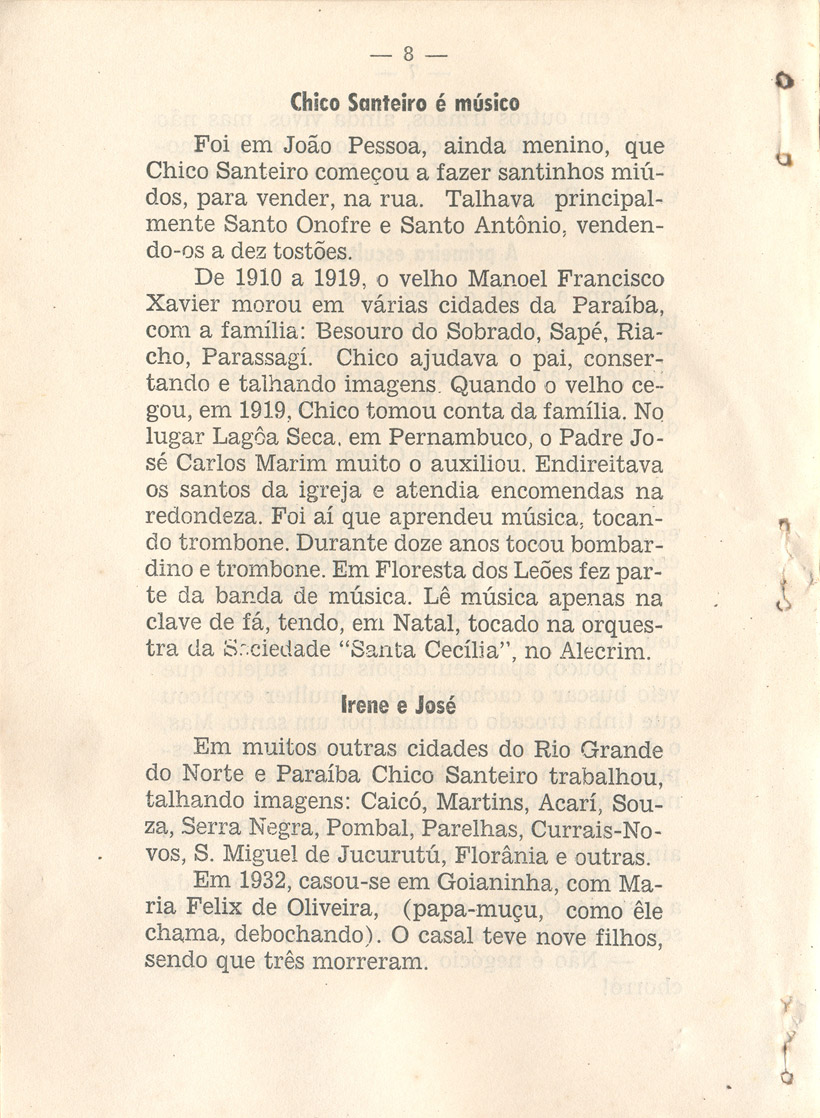 — 8 —
Chico Santeiro é músico
Foi em João Pessoa, ainda menino, que
Chico Santeiro começou a fazer santinhos miú-
dos, para vender, na rua. Talhava principal-
mente Santo Onofre e Santo Antônio, venden-
do-os a dez tostões.
De 1910 a 1919, o velho Manoel Francisco
Xavier morou em várias cidades da Paraíba,
com a família: Besouro do Sobrado, Sapé, Ria-
cho, Parassagí. Chico ajudava o pai, conser-
tando e talhando imagens. Quando o velho ce-
gou, em 1919, Chico tomou conta da família. No
lugar Lagôa Seca, em Pernambuco, o Padre Jo-
sé Carlos Marim muito o auxiliou. Endireitava
os santos da igreja e atendia encomendas na
redondeza. Foi aí que aprendeu música, tocan-
do trombone. Durante doze anos tocou bombar-
dino e trombone. Em Floresta dos Leões fez par-
te da banda de música. Lê música apenas na
clave de fá, tendo, em Natal, tocado na orques-
tra da Sociedade “Santa Cecília”, no Alecrim.
Irene e José
Em muitos outras cidades do Rio Grande
do Norte e Paraíba Chico Santeiro trabalhou,
talhando imagens: Caicó, Martins, Acarí, Sou-
za, Serra Negra, Pombal, Parelhas, Currais-No-
vos, S. Miguel de Jucurutú, Florânia e outras.
Em 1932, casou-se em Goianinha, com Ma-
ria Felix de Oliveira, (papa-muçu, como êle
chama, debochando). O casal teve nove filhos,
sendo que três morreram.